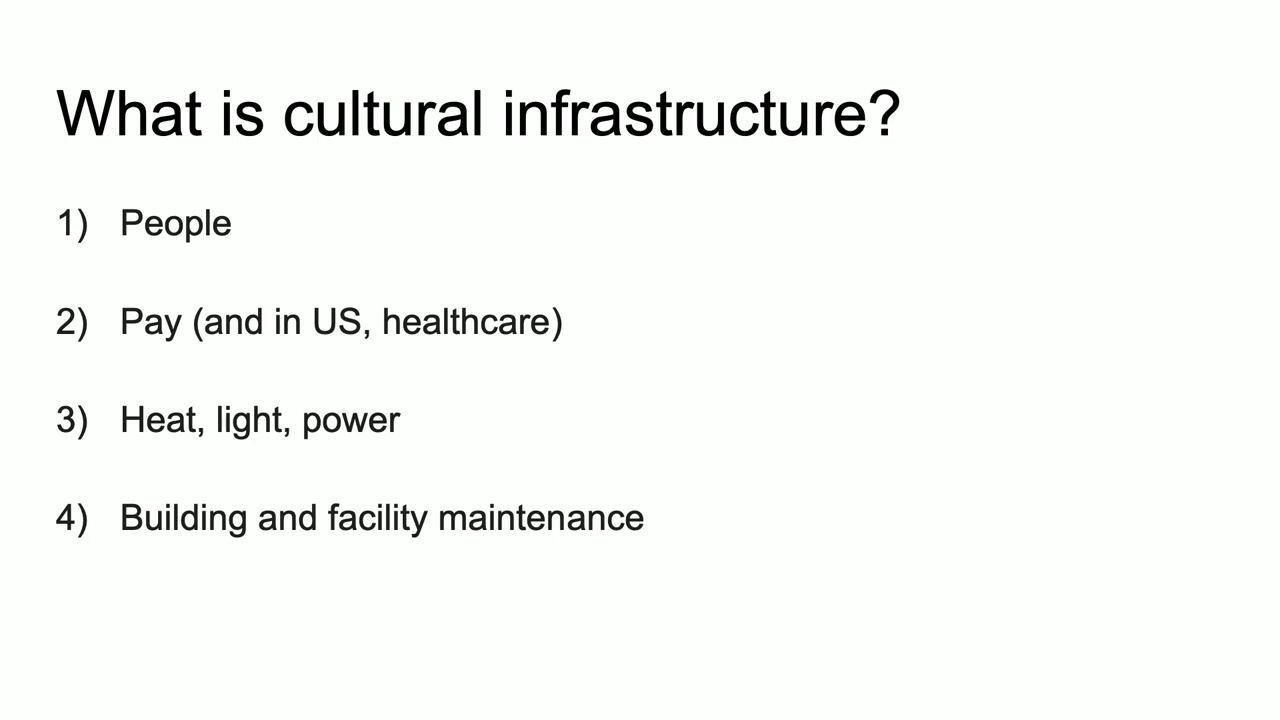 What is cultural infrastructure?
1) People
2) Pay (and in US, healthcare)
3) Heat, light, power
4) Building and facility maintenance